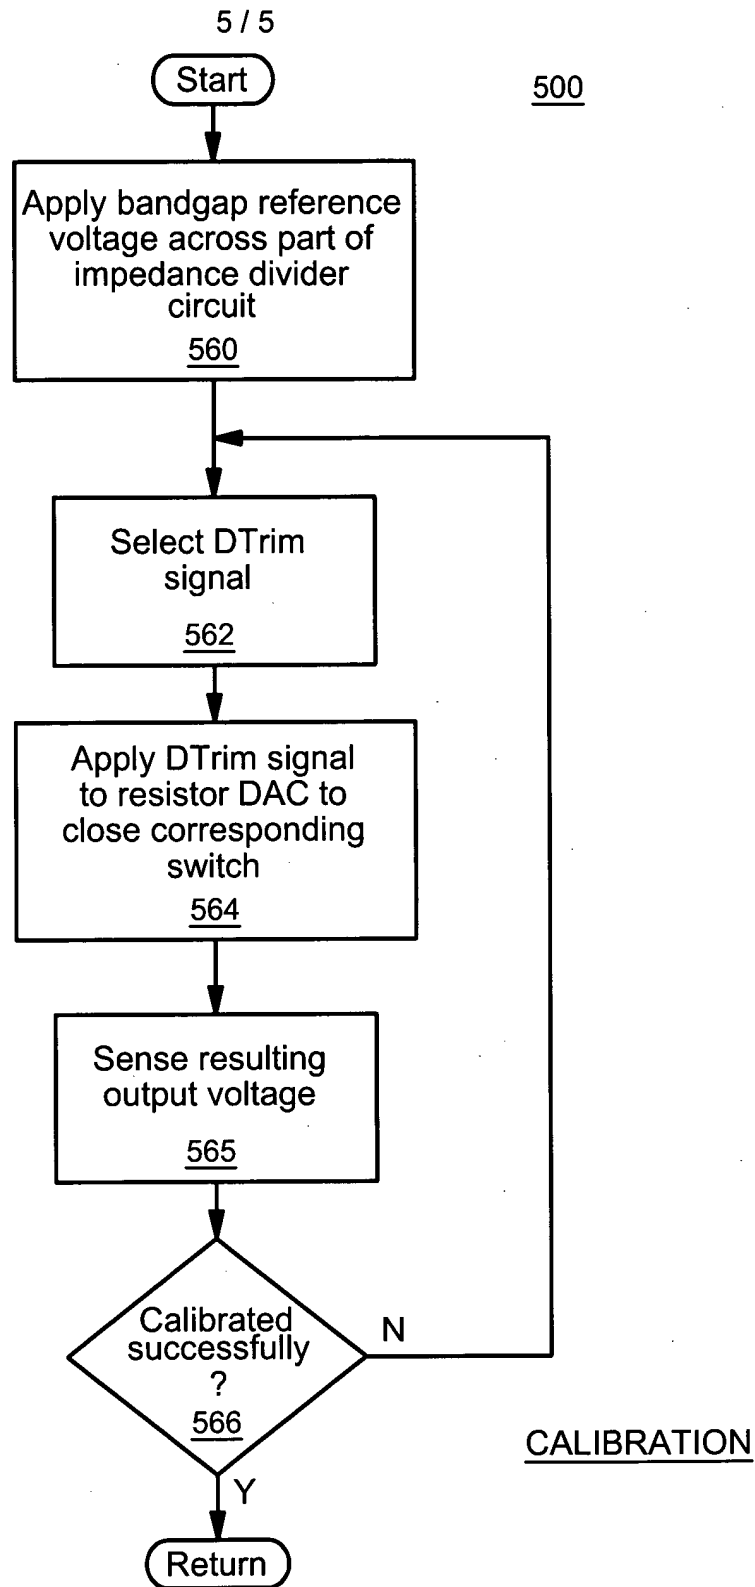 5 / 5
Start
500
Apply bandgap reference
voltage across part of
impedance divider
circuit
560
Select DTrim
signal
562
Apply DTrim signal
to resistor DAC to
close corresponding
switch
564
Sense resulting
output voltage
565
Calibrated
successfully
?
566
N
CALIBRATION
Y
Return